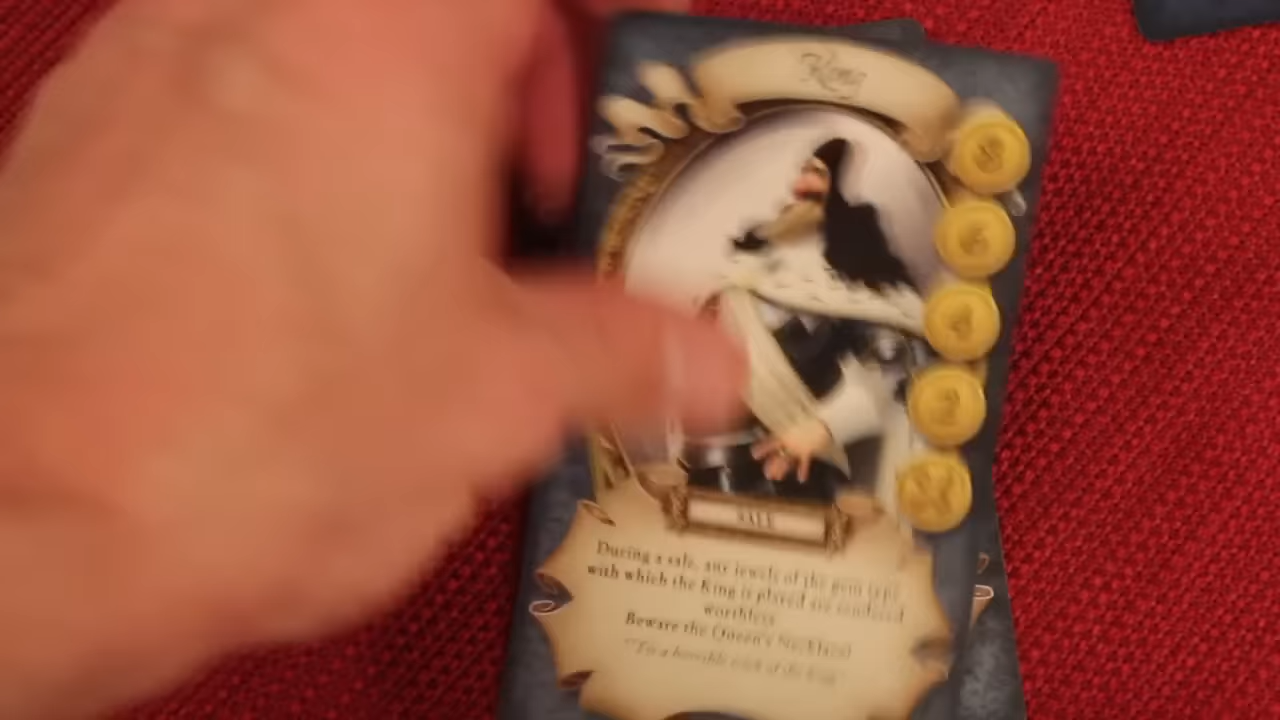 King
SALE
During a sale, any jewels of the gem type
with which the King is played are rendered
worthless
Beware the Queen's Necklace!